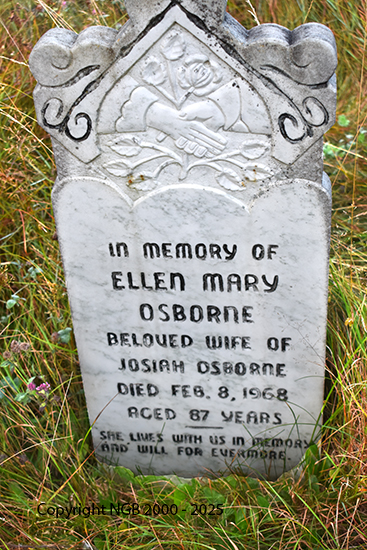 IN MEMORY OF
ELLEN MARY
OSBORNE
BELOVED WIFE OF
JOSIAH OSBORNE
DIED FEB. 8, 1968
AGED 87 YEARS
SHE LIVES WITH US IN MEMORY
AND WILL FOR EVERMORE.
Copyright NGB 2000 - 2025